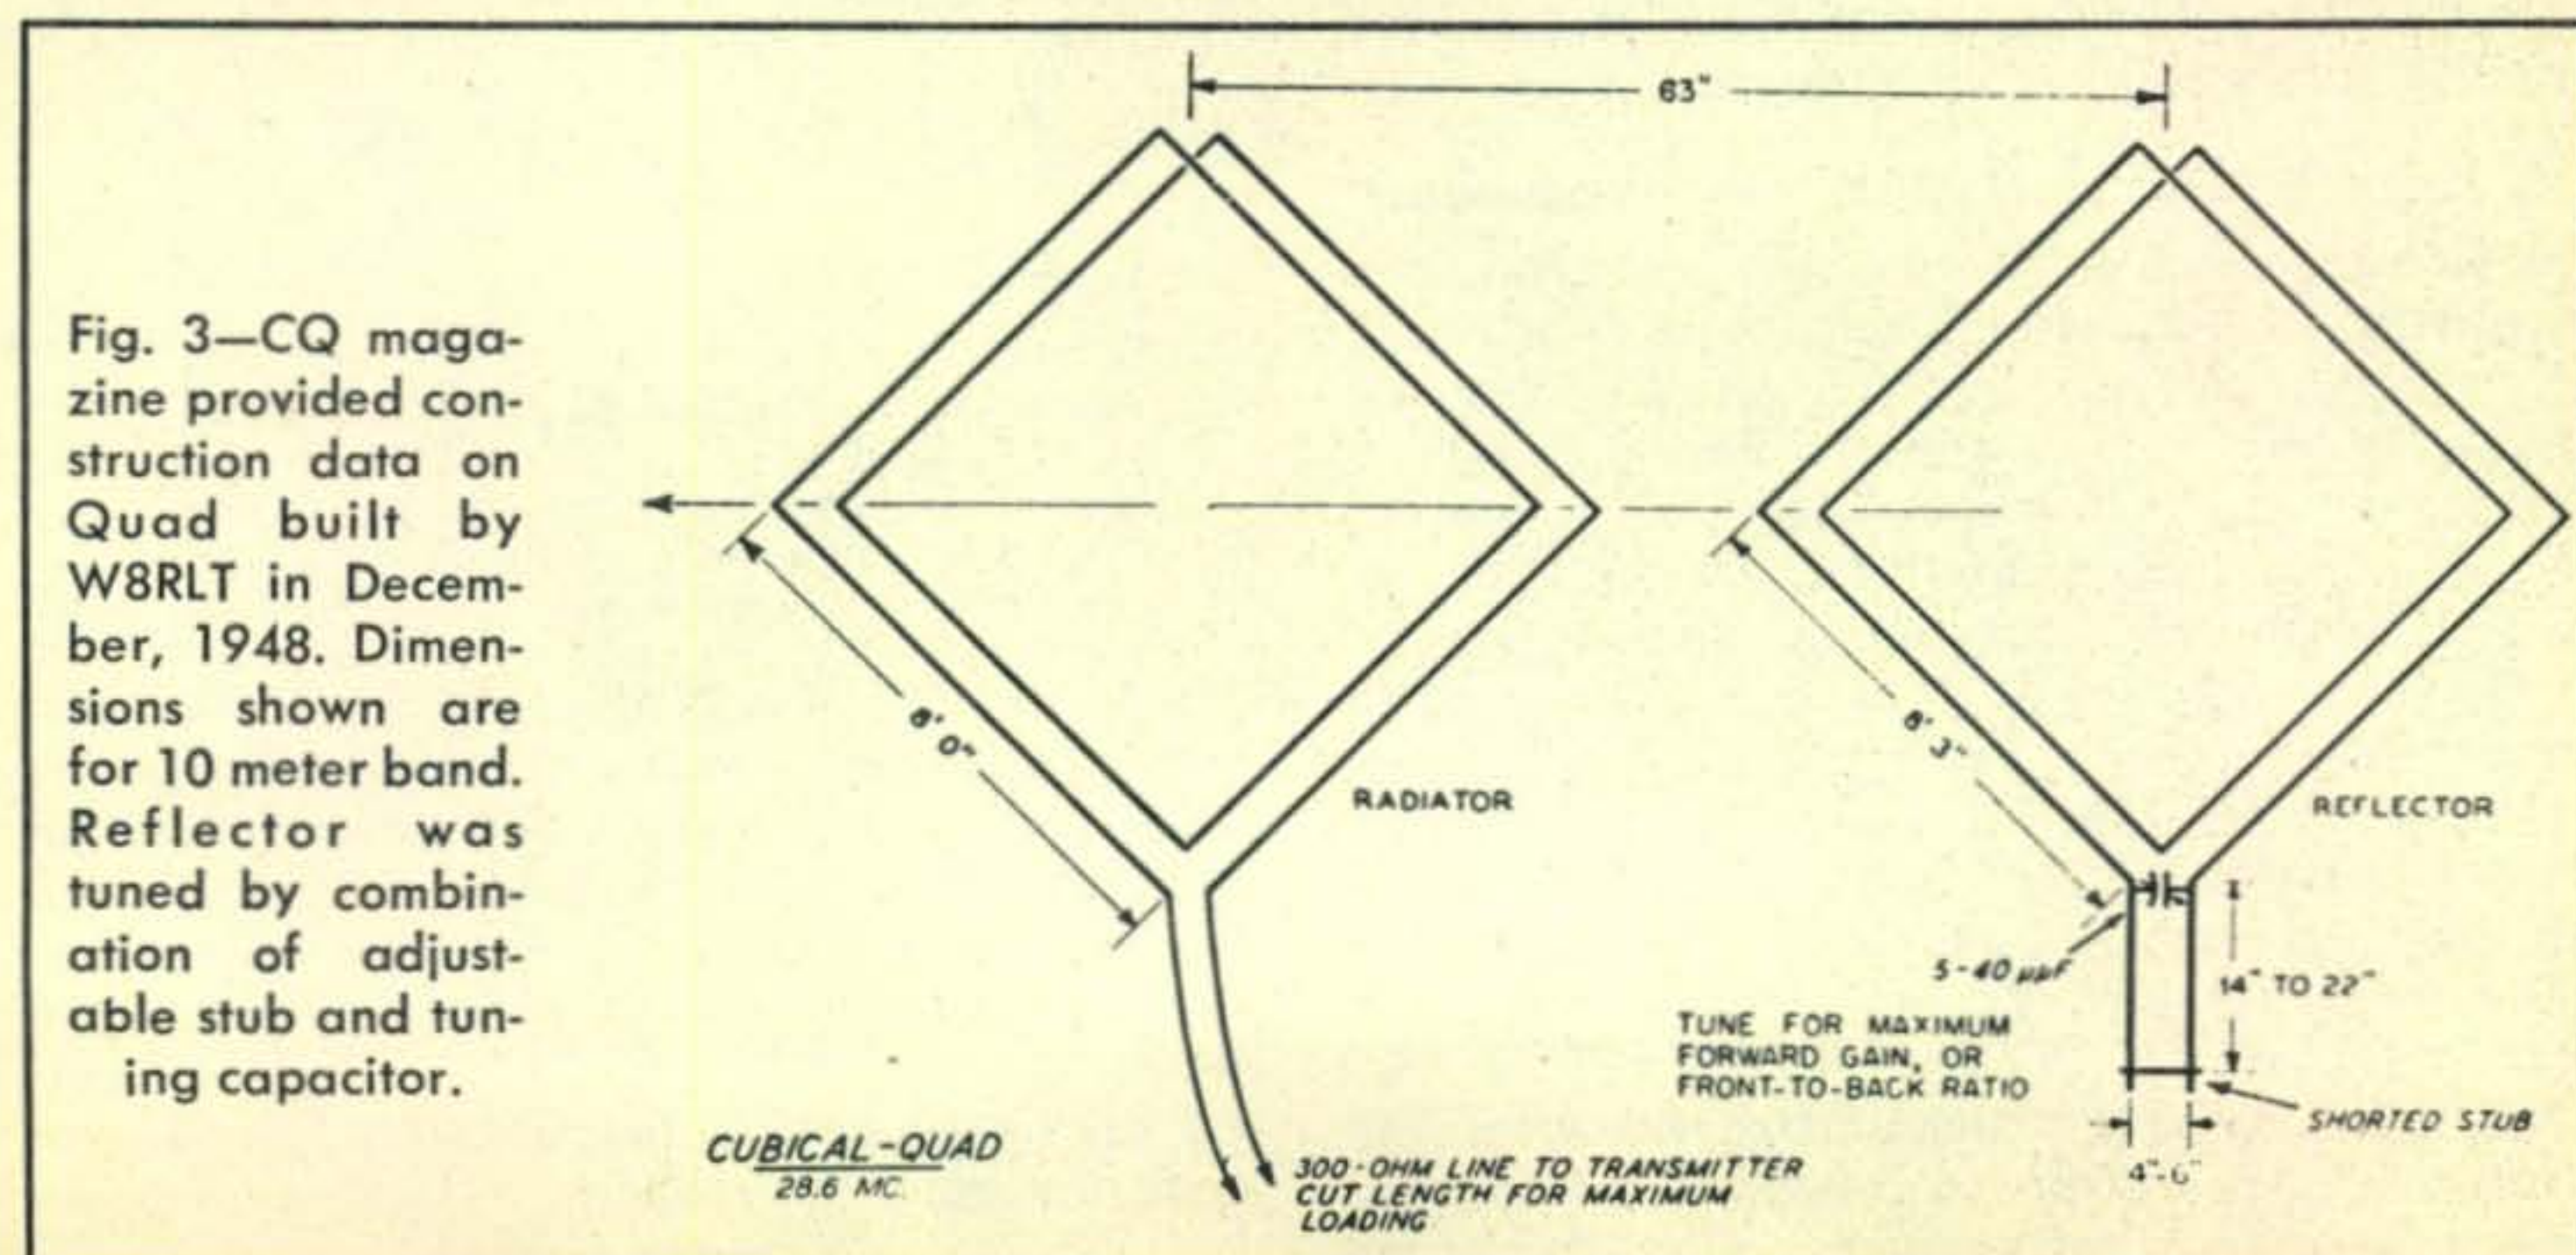 Fig. 3—CQ maga-
zine provided con-
struction data on
Quad built by
W8RLT in Decem-
ber, 1948. Dimen-
sions shown are
for 10 meter band.
Reflector was
tuned by combin-
ation of adjust-
able stub and tun-
ing capacitor.
63"
8' 0"
RADIATOR
8' 3"
REFLECTOR
5-40 µµF
14" TO 22"
TUNE FOR MAXIMUM
FORWARD GAIN, OR
FRONT-TO-BACK RATIO
SHORTED STUB
4"-6"
CUBICAL-QUAD
28.6 MC.
300-OHM LINE TO TRANSMITTER
CUT LENGTH FOR MAXIMUM
LOADING